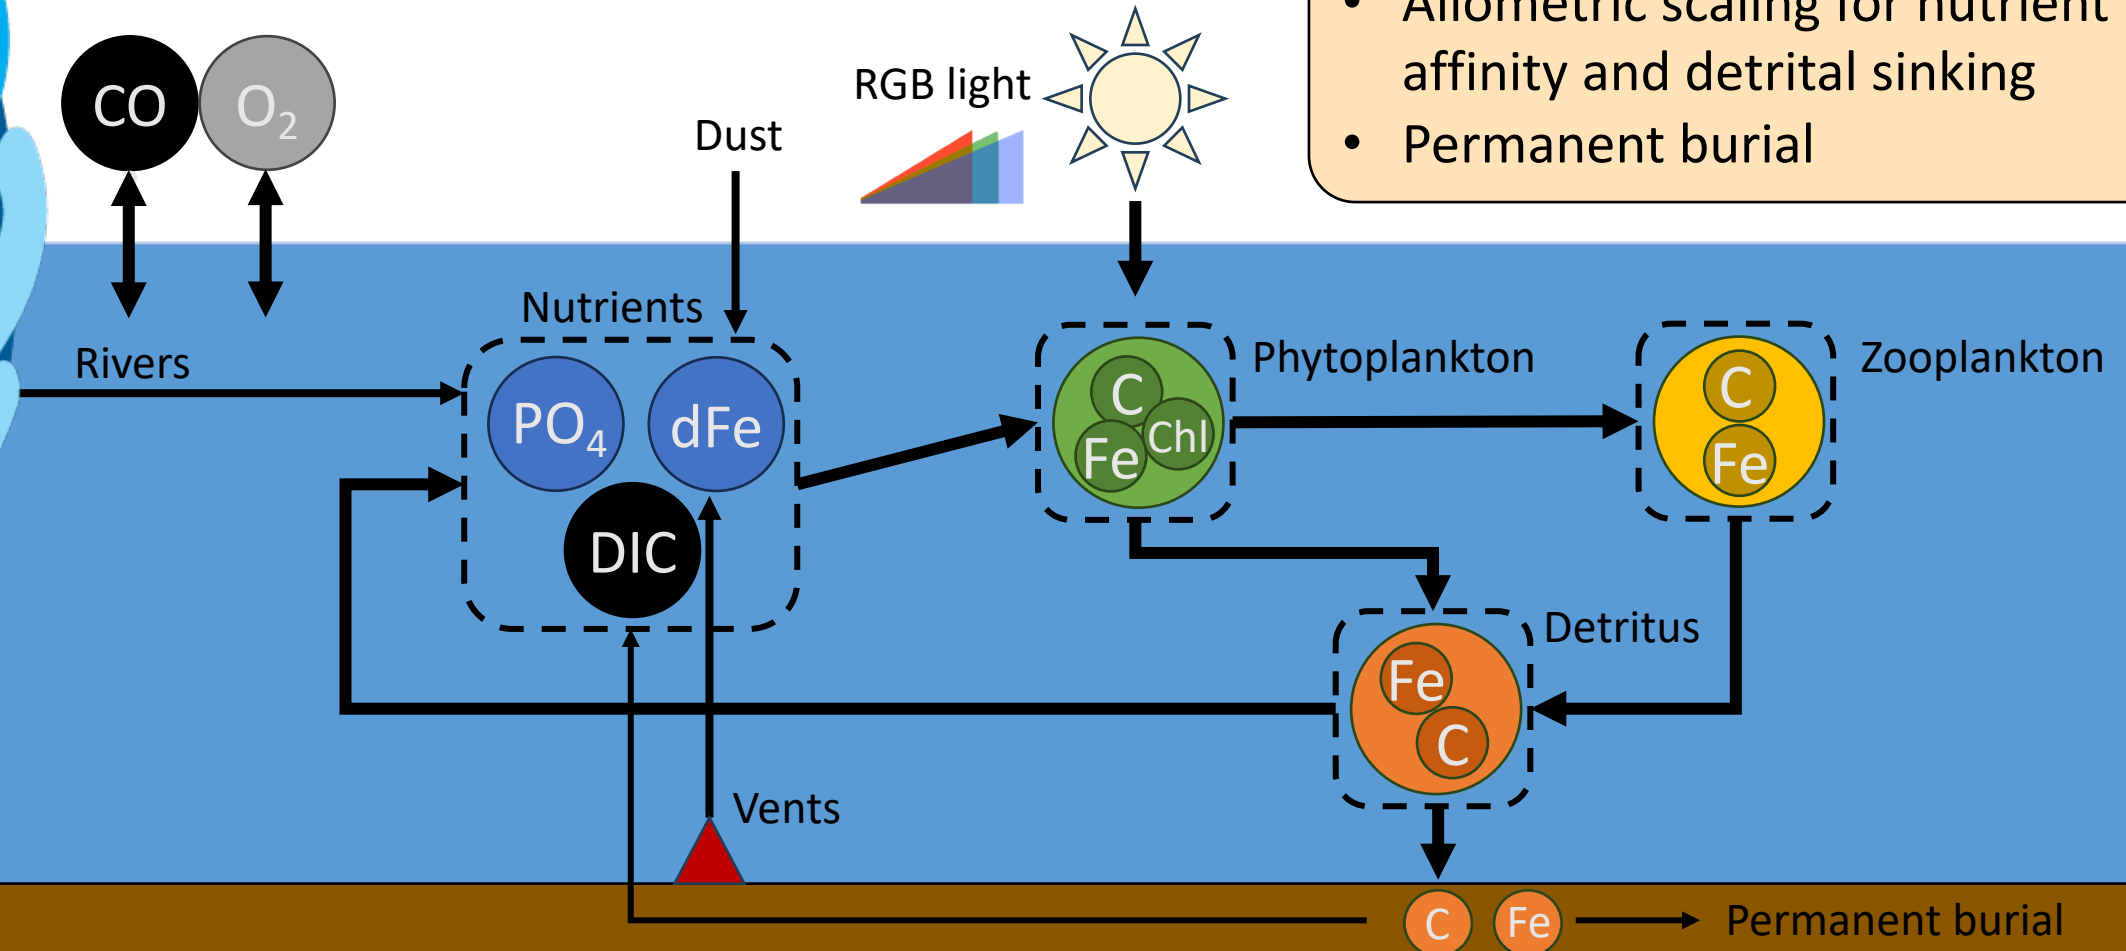 • Allometric scaling for nutrient
affinity and detrital sinking
• Permanent burial
CO
O₂
RGB light
Dust
Nutrients
Rivers
PO₄
dFe
DIC
C
Fe
Chl
Phytoplankton
C
Fe
Zooplankton
Detritus
Fe
C
Vents
C
Fe
Permanent burial